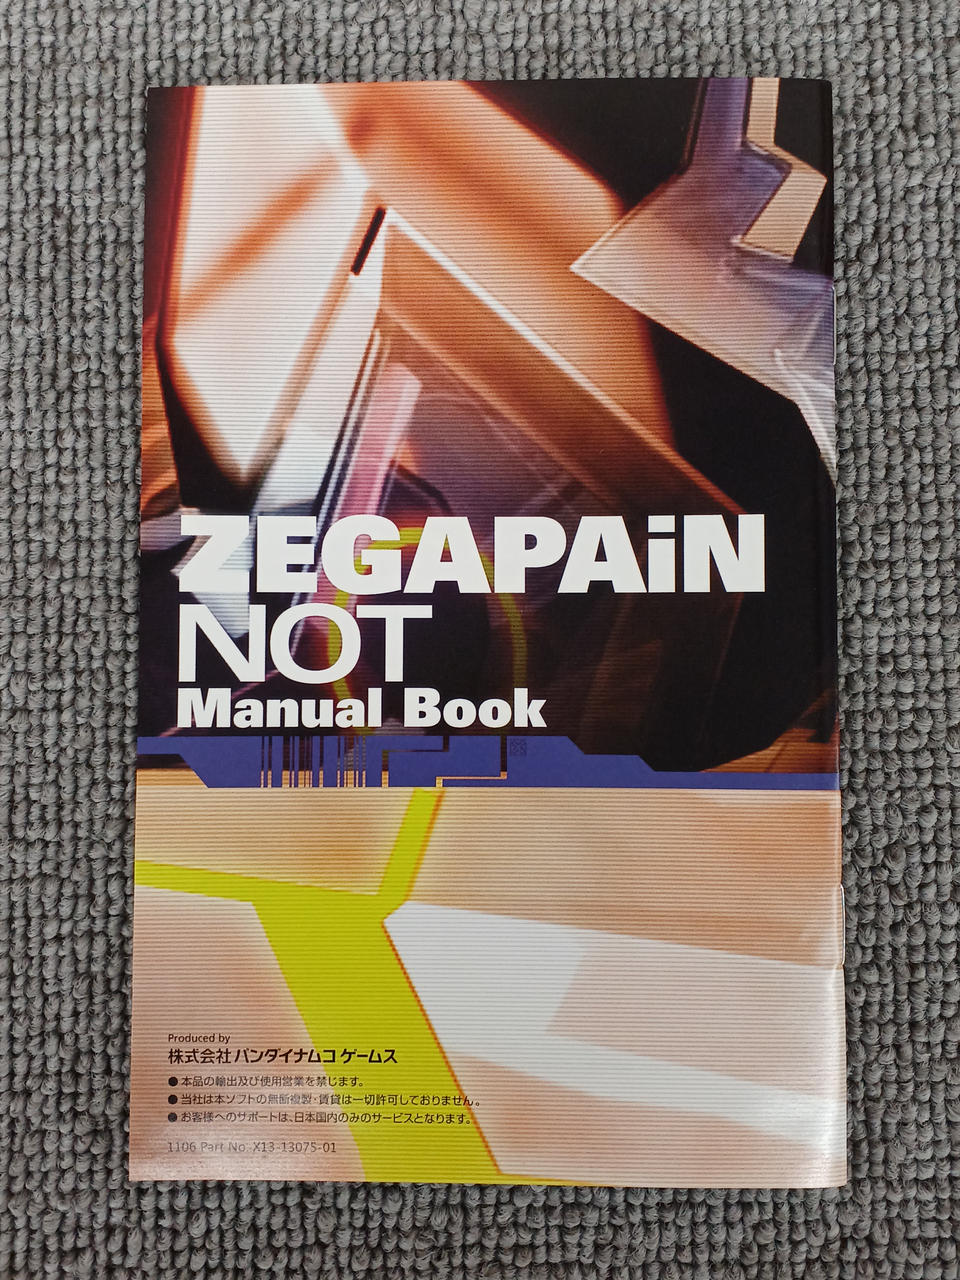 ZEGAPAiN
NOT
Manual Book
Produced by
株式会社 バンダイナムコ ゲームス
● 本品の輸出及び使用営業を禁じます。
● 当社は本ソフトの無断複製・賃貸は一切許可しておりません。
● お客様へのサポートは、日本国内のみのサービスとなります。
1106 Part No. X13-13075-01